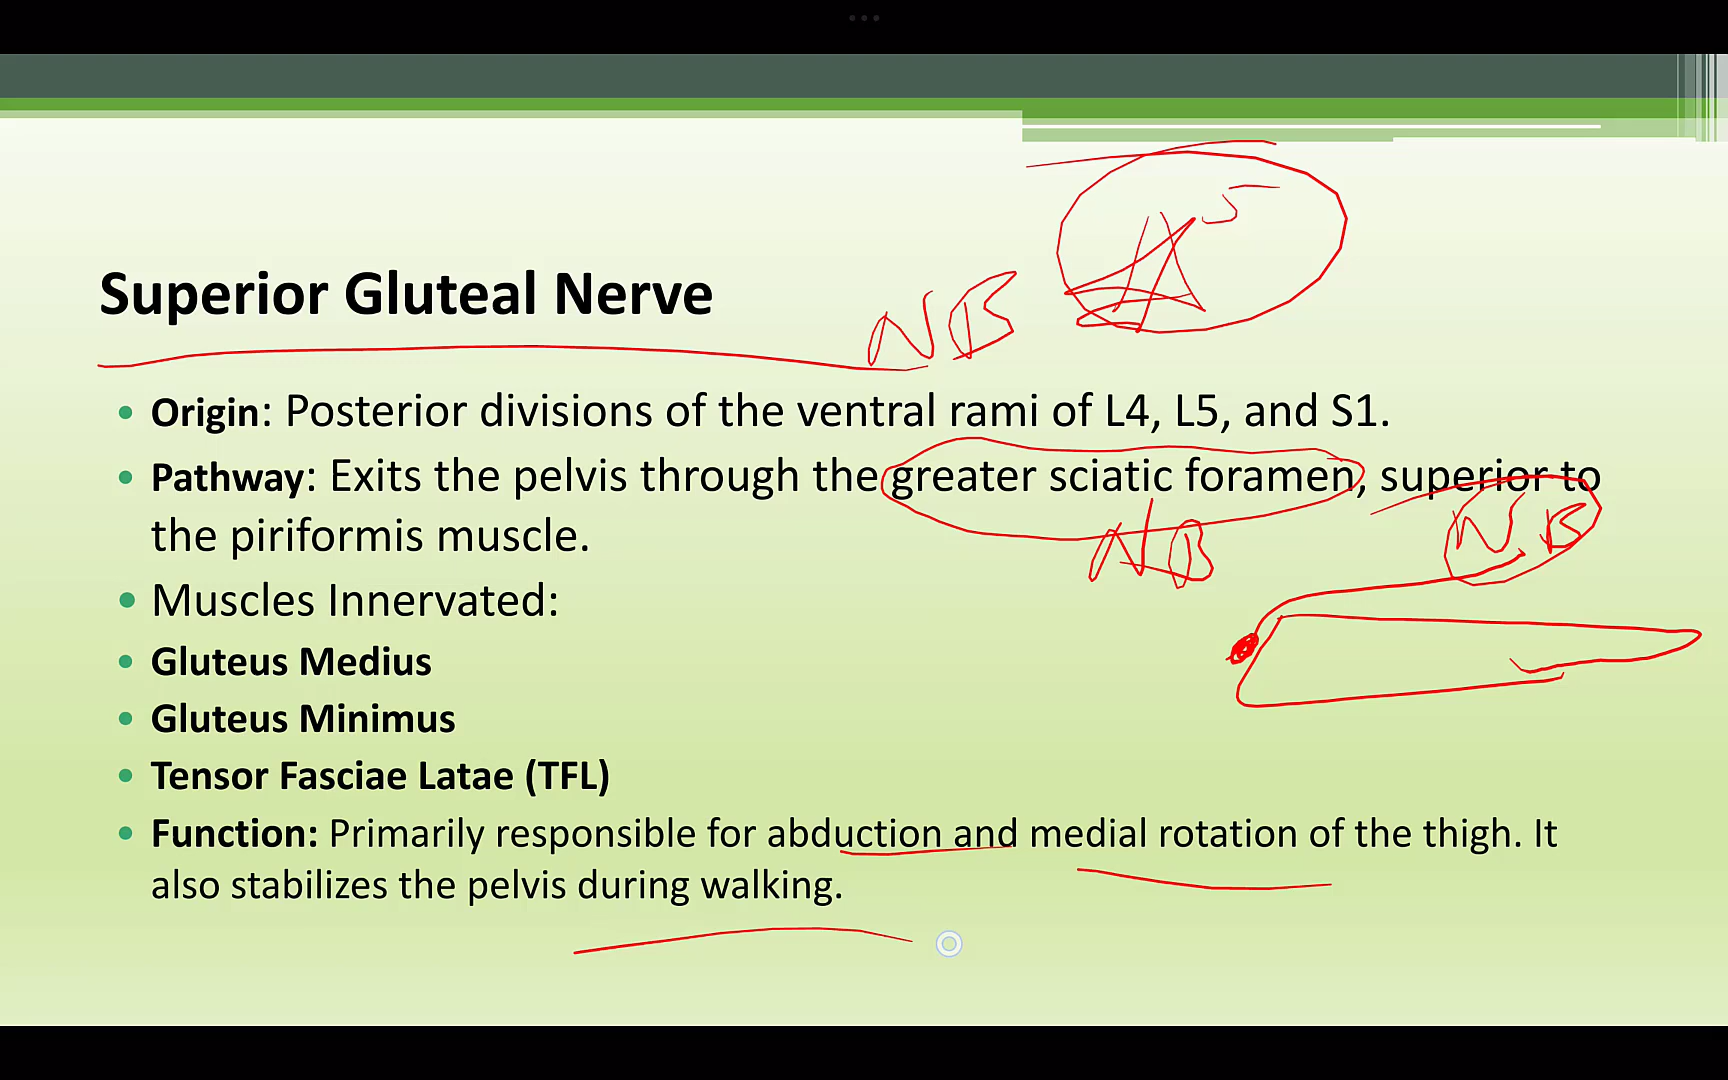 Superior Gluteal Nerve
NB
• Origin: Posterior divisions of the ventral rami of L4, L5, and S1.
• Pathway: Exits the pelvis through the greater sciatic foramen, superior to
the piriformis muscle.
NB
NB
• Muscles Innervated:
• Gluteus Medius
• Gluteus Minimus
• Tensor Fasciae Latae (TFL)
• Function: Primarily responsible for abduction and medial rotation of the thigh. It
also stabilizes the pelvis during walking.